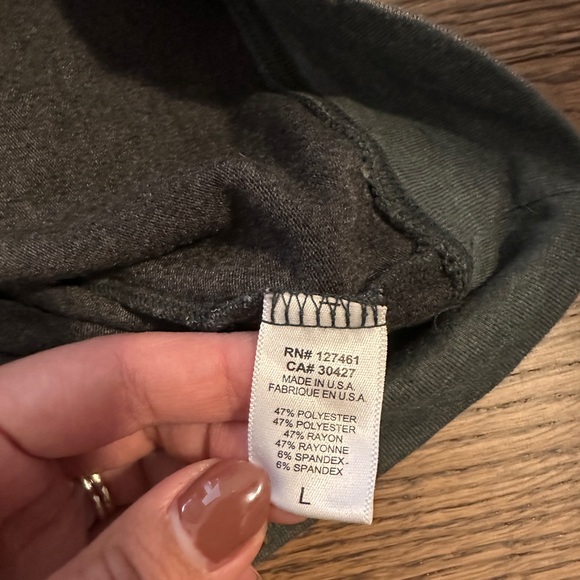 RN# 127461
CA# 30427
MADE IN U.S.A.
FABRIQUE EN U.S.A.
47% POLYESTER
47% POLYESTER
47% RAYON
47% RAYONNE
6% SPANDEX
6% SPANDEX
L